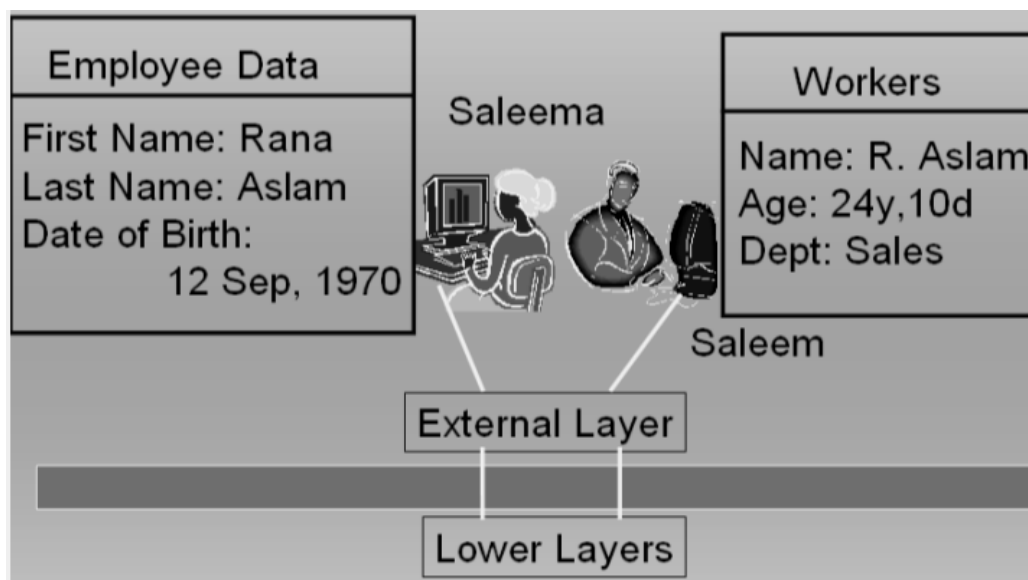 Employee Data
First Name: Rana
Last Name: Aslam
Date of Birth:
12 Sep, 1970
Saleema
Workers
Name: R. Aslam
Age: 24y,10d
Dept: Sales
Saleem
External Layer
Lower Layers